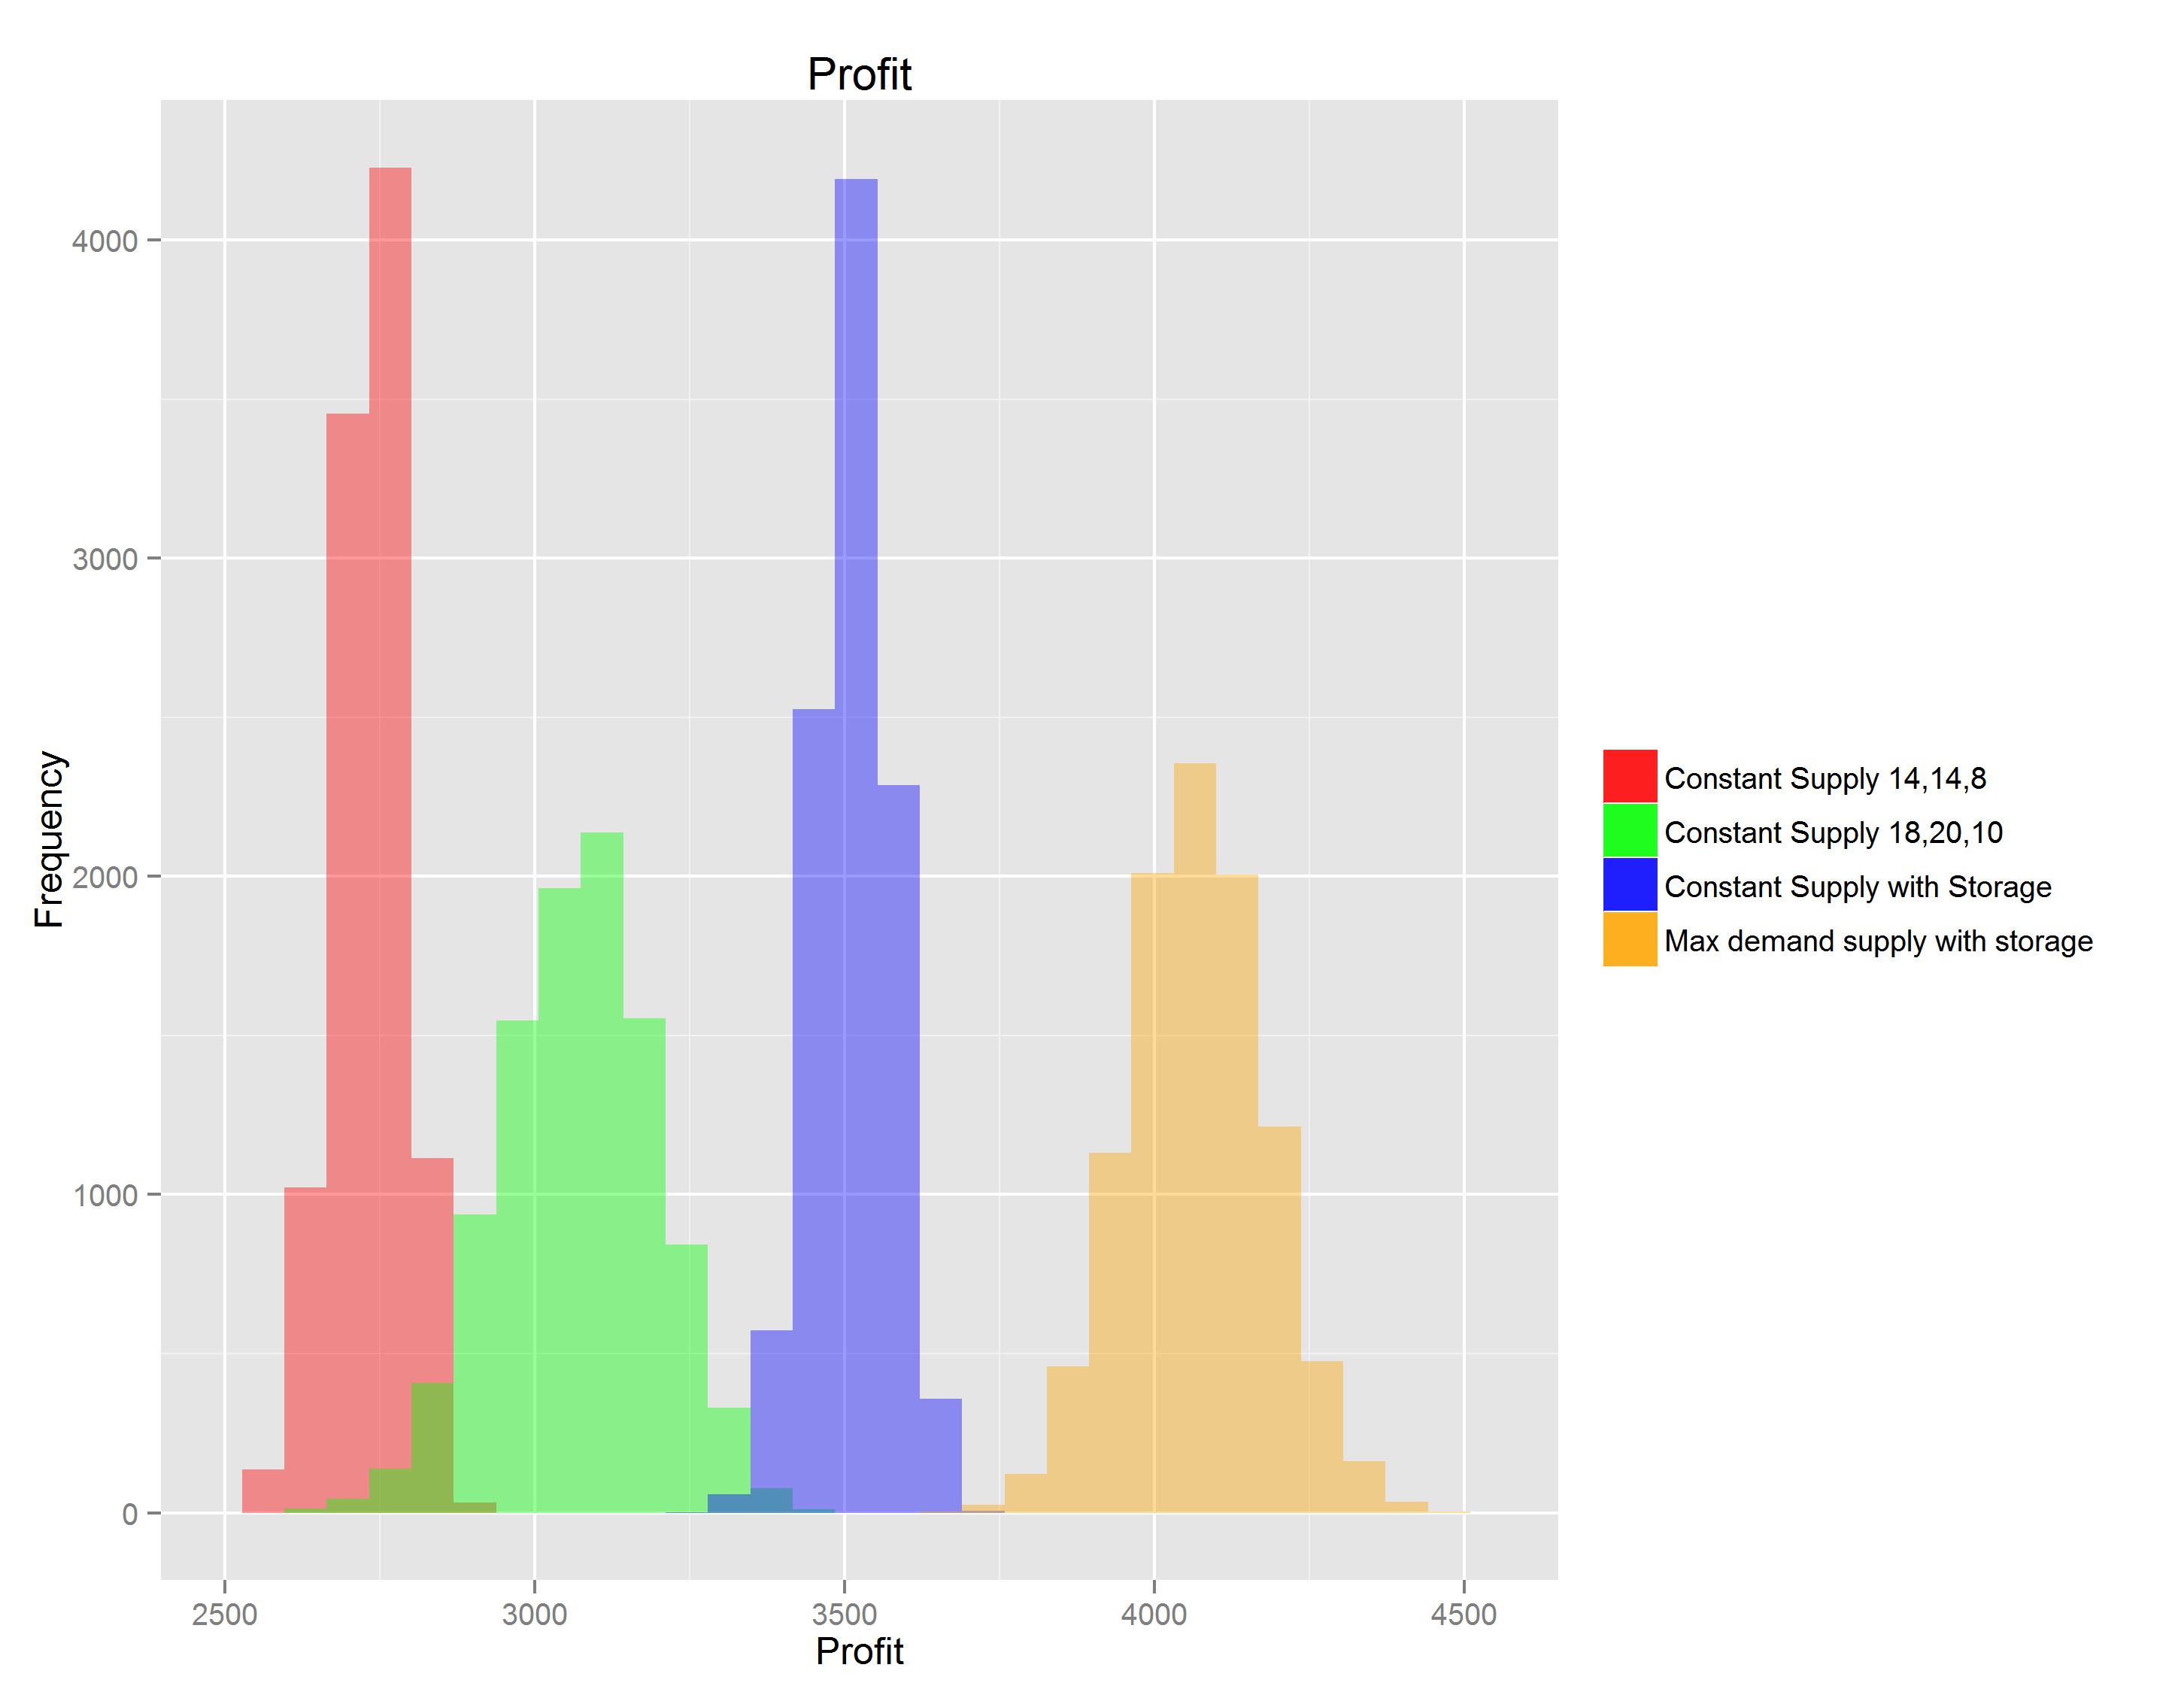 Profit
Frequency
4000
3000
2000
1000
0
2500 3000 3500 4000 4500
Profit
Constant Supply 14,14,8
Constant Supply 18,20,10
Constant Supply with Storage
Max demand supply with storage